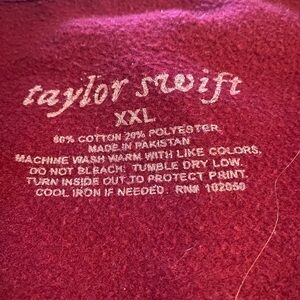 taylor swift
XXL
80% COTTON 20% POLYESTER
MADE IN PAKISTAN
MACHINE WASH WARM WITH LIKE COLORS.
DO NOT BLEACH. TUMBLE DRY LOW.
TURN INSIDE OUT TO PROTECT PRINT.
COOL IRON IF NEEDED. RN# 102050